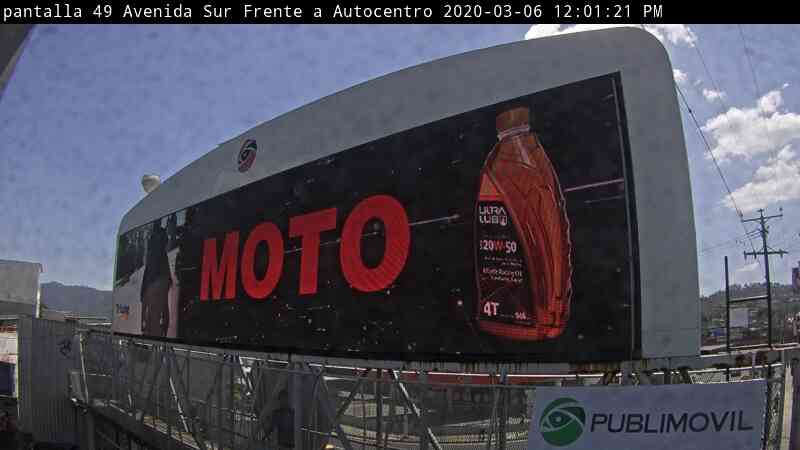 pantalla 49 Avenida Sur Frente a Autocentro 2020-03-06 12:01:21 PM
MOTO
ULTRA
LUB
20W-50
4T
PUBLIMOVIL